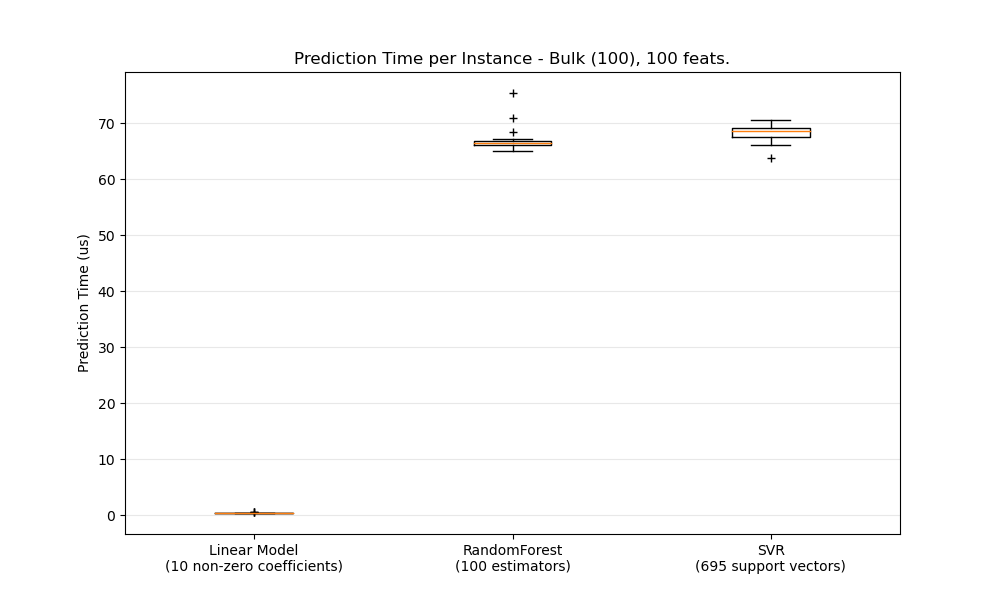 Prediction Time per Instance - Bulk (100), 100 feats.
Prediction Time (us)
70
60
50
40
30
20
10
0
Linear Model
(10 non-zero coefficients)
RandomForest
(100 estimators)
SVR
(695 support vectors)